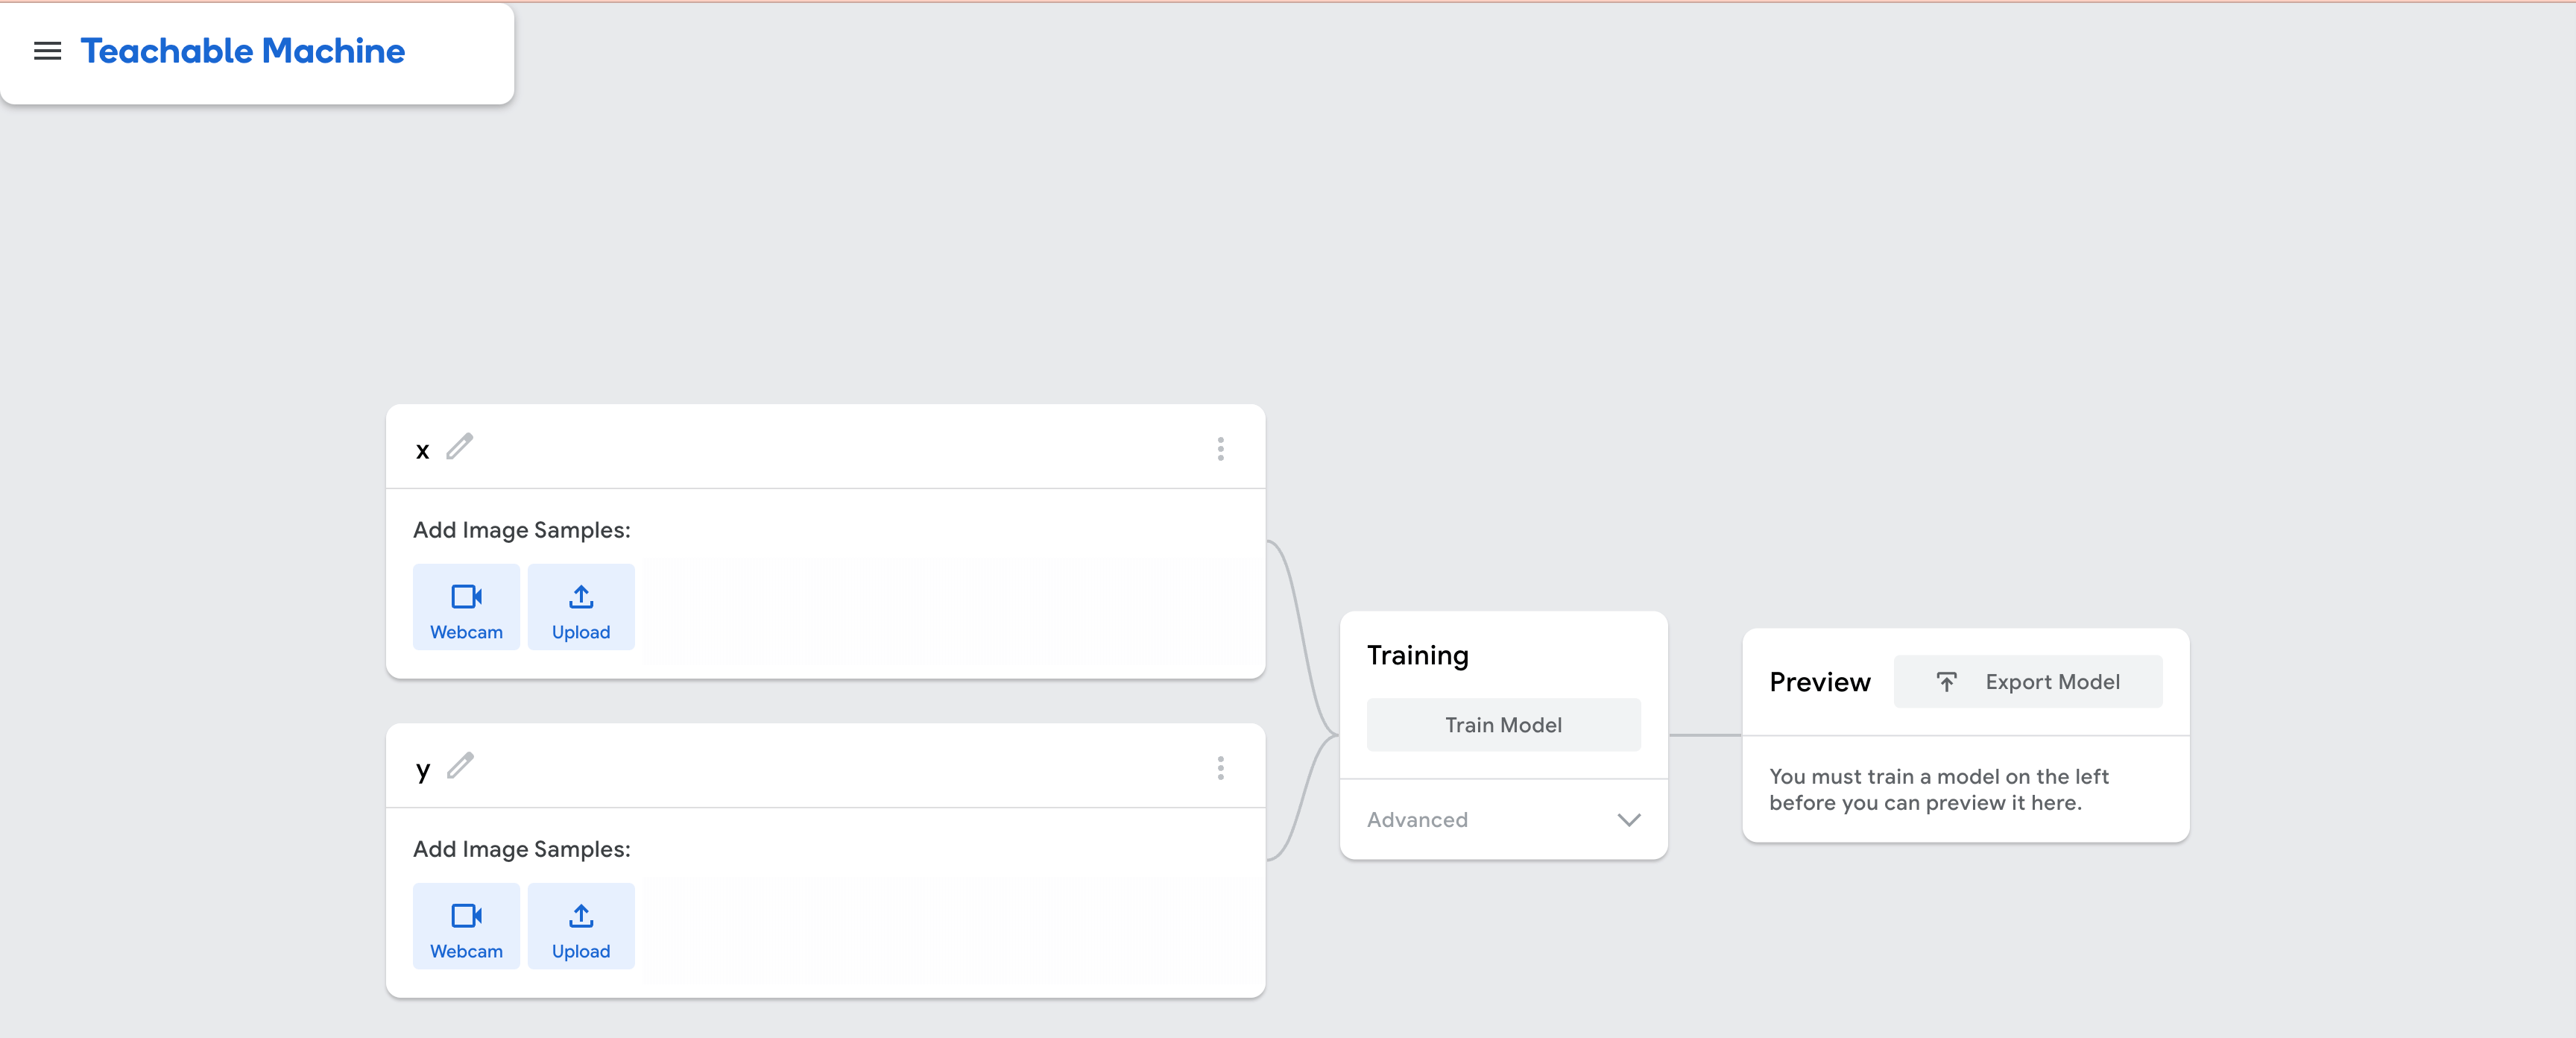 Teachable Machine
x
Add Image Samples:
Webcam
Upload
y
Add Image Samples:
Webcam
Upload
Training
Train Model
Advanced
Preview
Export Model
You must train a model on the left
before you can preview it here.